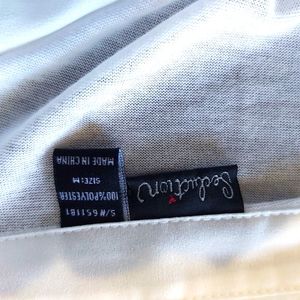 Seduction
S/N 651181
100%POLYESTER
SIZE: M
MADE IN CHINA